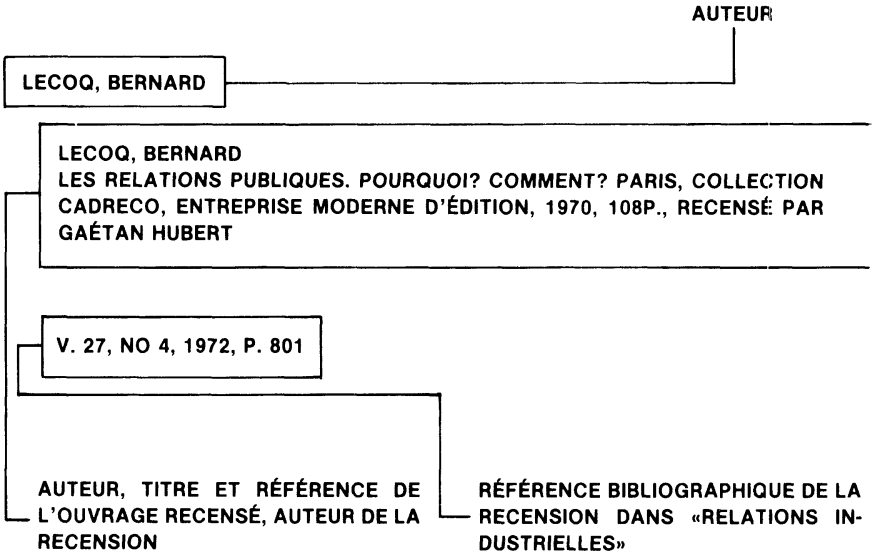 AUTEUR
LECOQ, BERNARD
LECOQ, BERNARD
LES RELATIONS PUBLIQUES. POURQUOI? COMMENT? PARIS, COLLECTION
CADRECO, ENTREPRISE MODERNE D'ÉDITION, 1970, 108P., RECENSÉ PAR
GAÉTAN HUBERT
V. 27, NO 4, 1972, P. 801
AUTEUR, TITRE ET RÉFÉRENCE DE
L'OUVRAGE RECENSÉ, AUTEUR DE LA
RECENSION
RÉFÉRENCE BIBLIOGRAPHIQUE DE LA
RECENSION DANS «RELATIONS IN-
DUSTRIELLES»